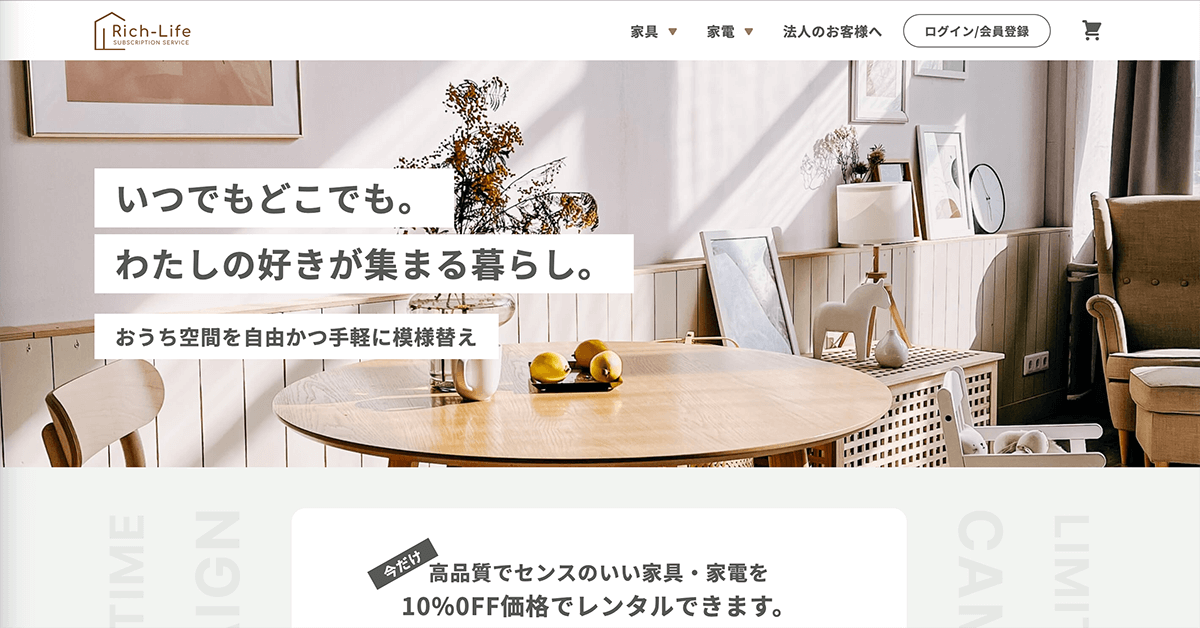 Rich-Life
SUBSCRIPTION SERVICE
家具
家電
法人のお客様へ
ログイン/会員登録
いつでもどこでも。
わたしの好きが集まる暮らし。
おうち空間を自由かつ手軽に模様替え
今だけ
高品質でセンスのいい家具・家電を
10%0FF価格でレンタルできます。
TIME
IGN
CAM
LIMIT